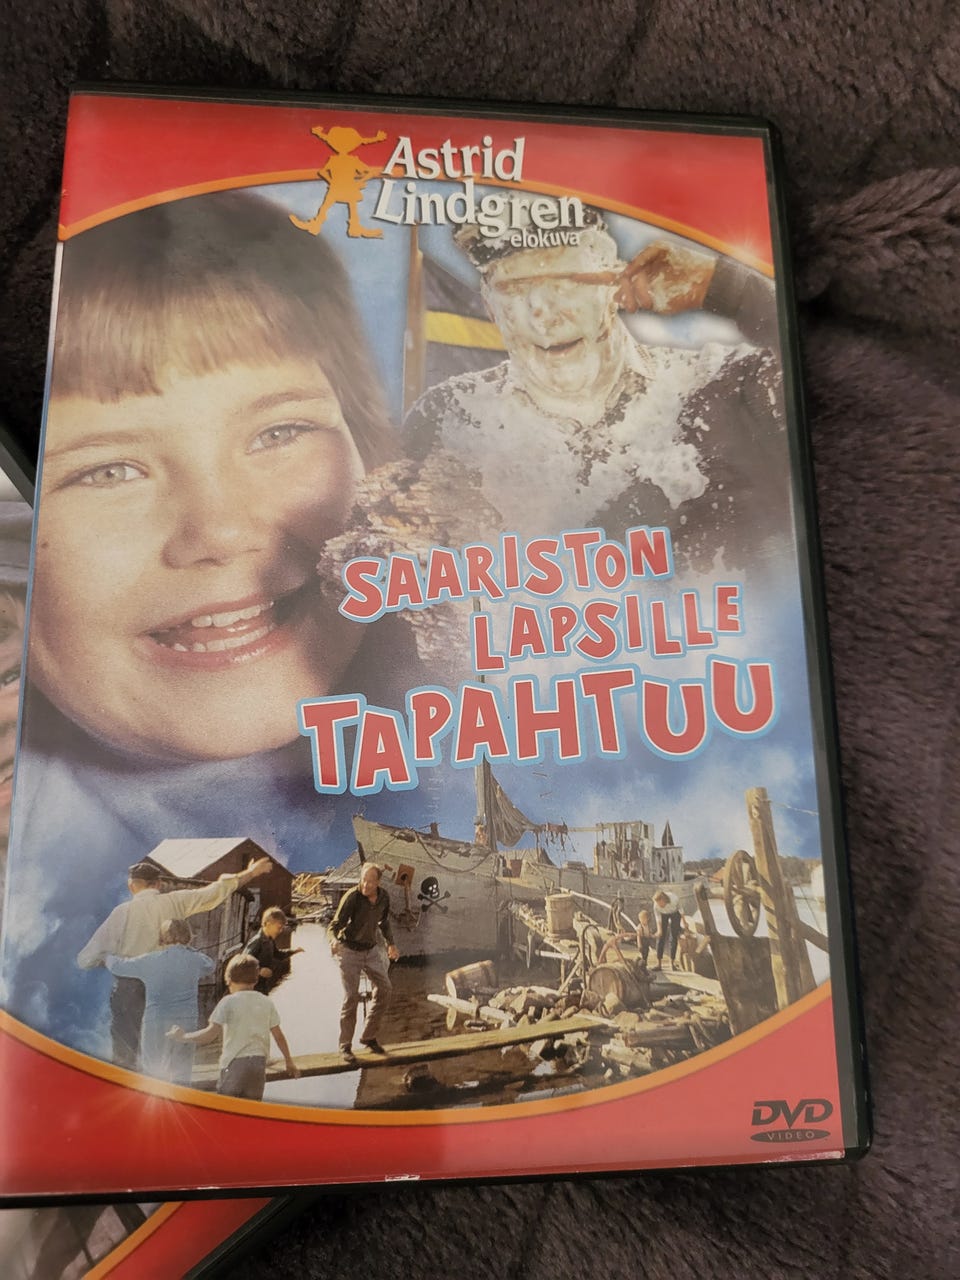 Astrid
Lindgren
elokuva
SAARISTON
LAPSILLE
TAPAHTUU
DVD
VIDEO